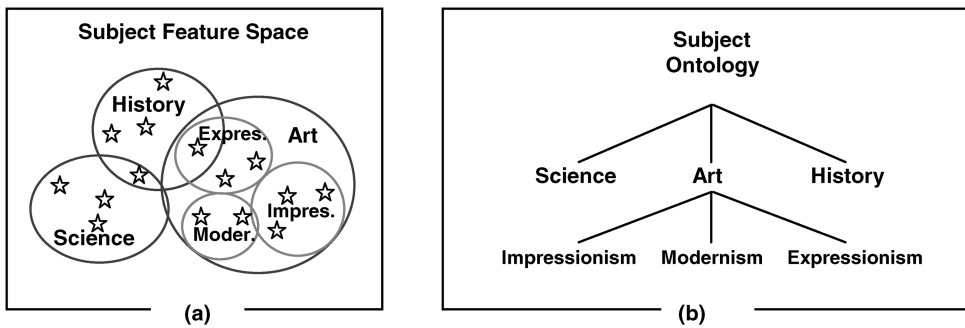 Subject Feature Space
History
Expres.
Art
Impres.
Science
Moder.
(a)
Subject
Ontology
Science Art History
Impressionism Modernism Expressionism
(b)